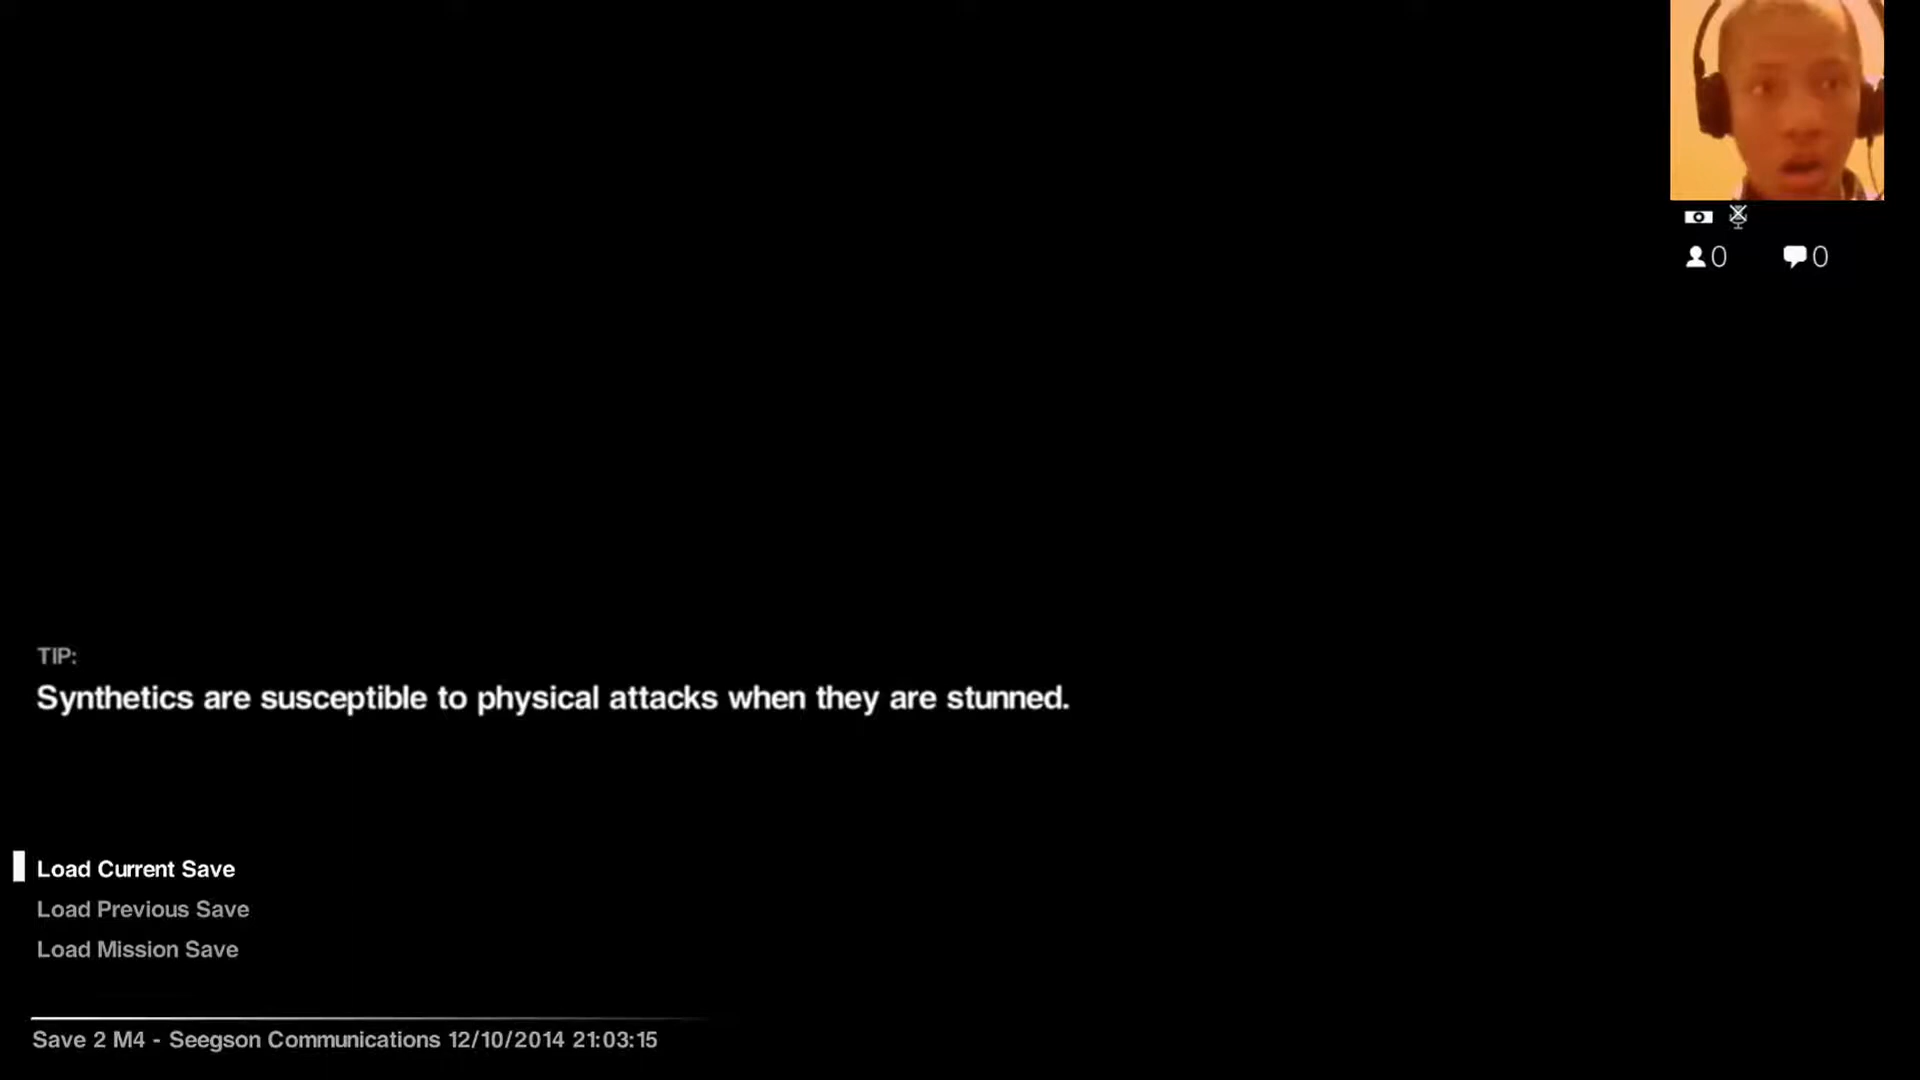 0 0
TIP:
Synthetics are susceptible to physical attacks when they are stunned.
Load Current Save
Load Previous Save
Load Mission Save
Save 2 M4 - Seegson Communications 12/10/2014 21:03:15